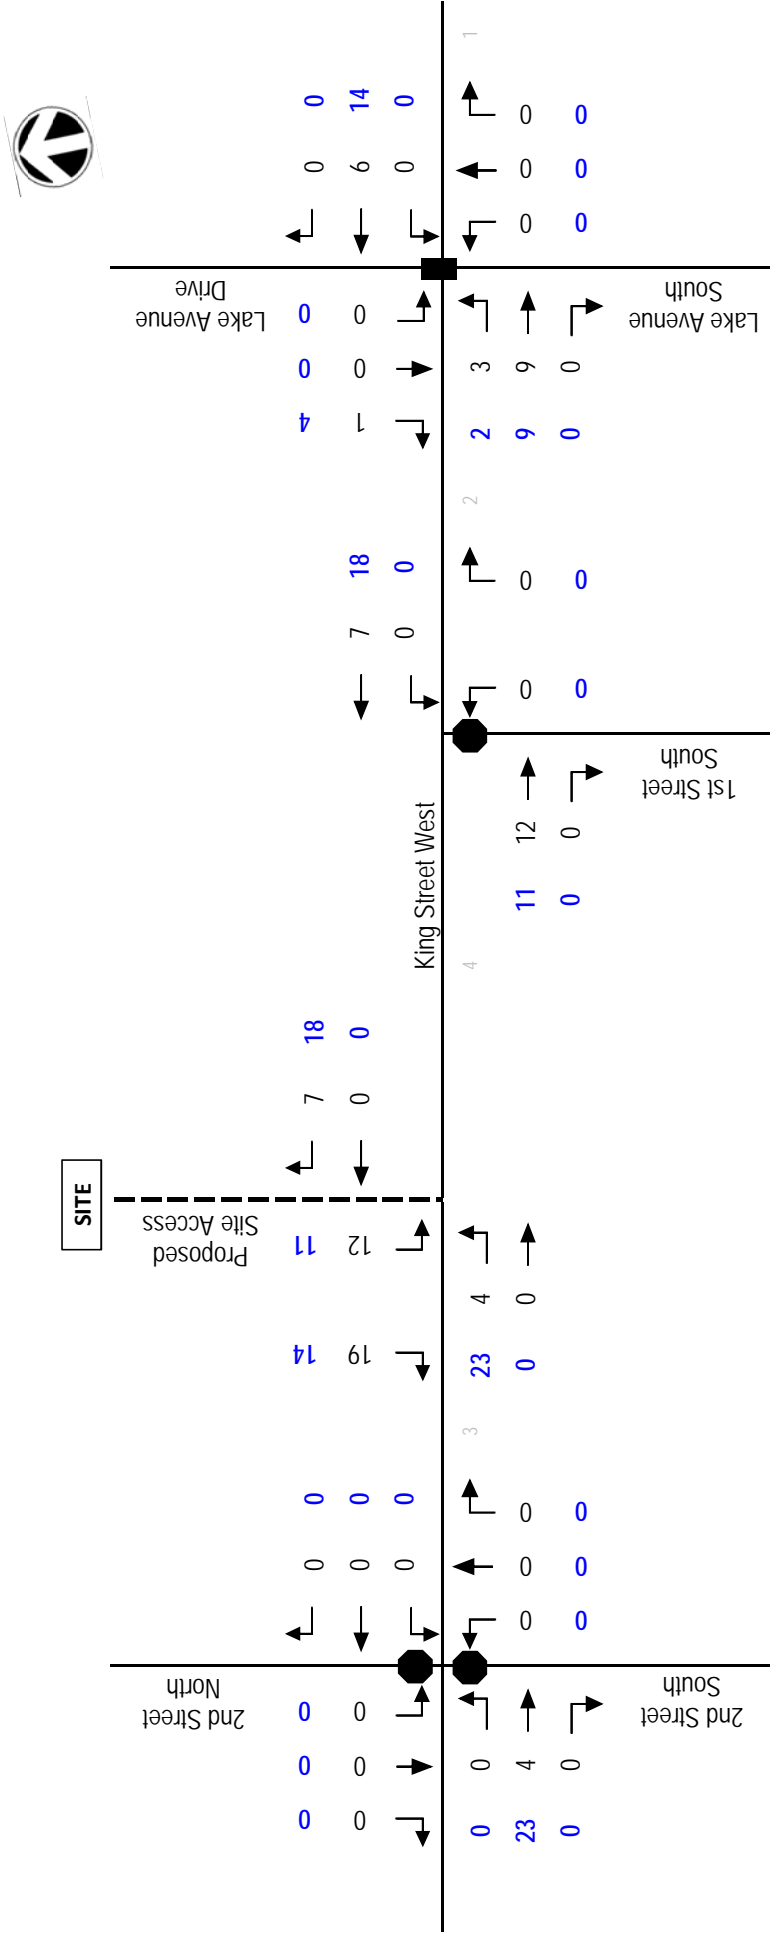 1
0 14 0
0 0
0 6 0
0 0
0 0
Lake Avenue
Drive
Lake Avenue
South
0 0
0 0
4 1
3 9 0
2 9 0
2
18 0
0 0
7 0
0 0
1st Street
South
King Street West
12 0
11 0
4
18 0
7 0
SITE
Proposed
Site Access
11 12
14 19
4 0
23 0
3
0 0 0
0 0
0 0 0
0 0
0 0
2nd Street
North
2nd Street
South
0 0
0 0
0 0
0 4 0
0 23 0